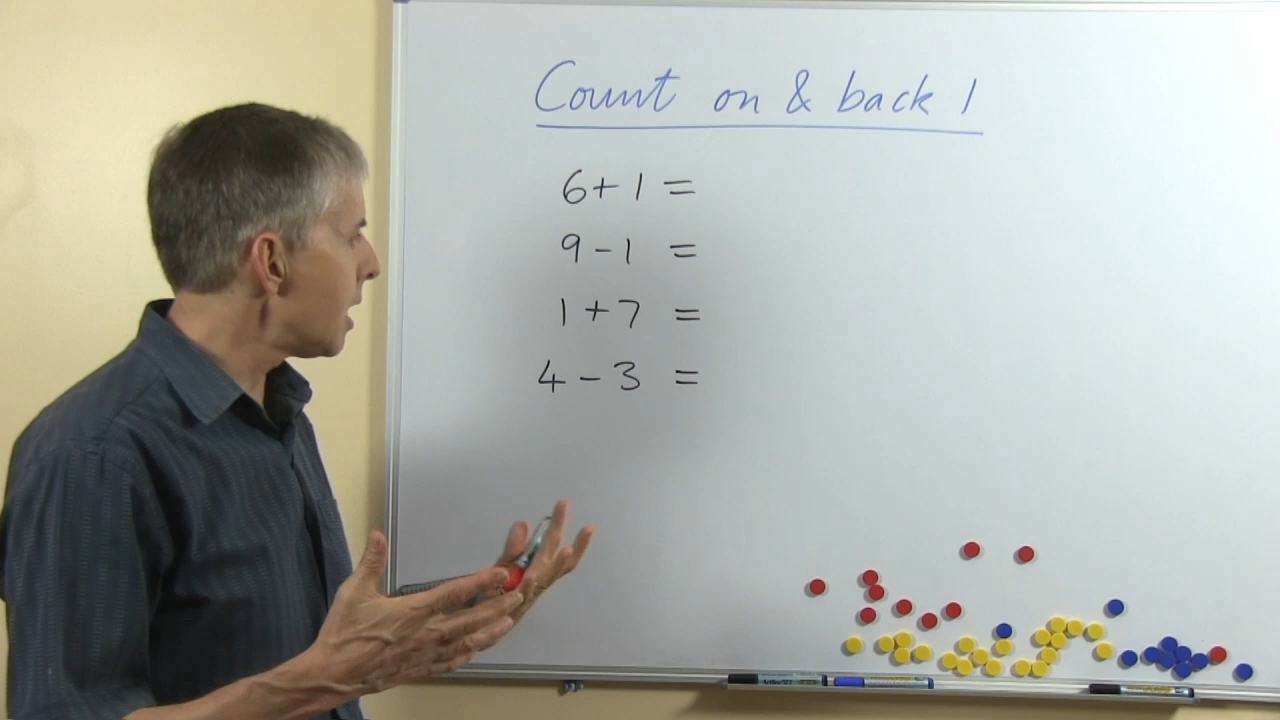 Count on & back 1
6 + 1 =
9 - 1 =
1 + 7 =
4 - 3 =